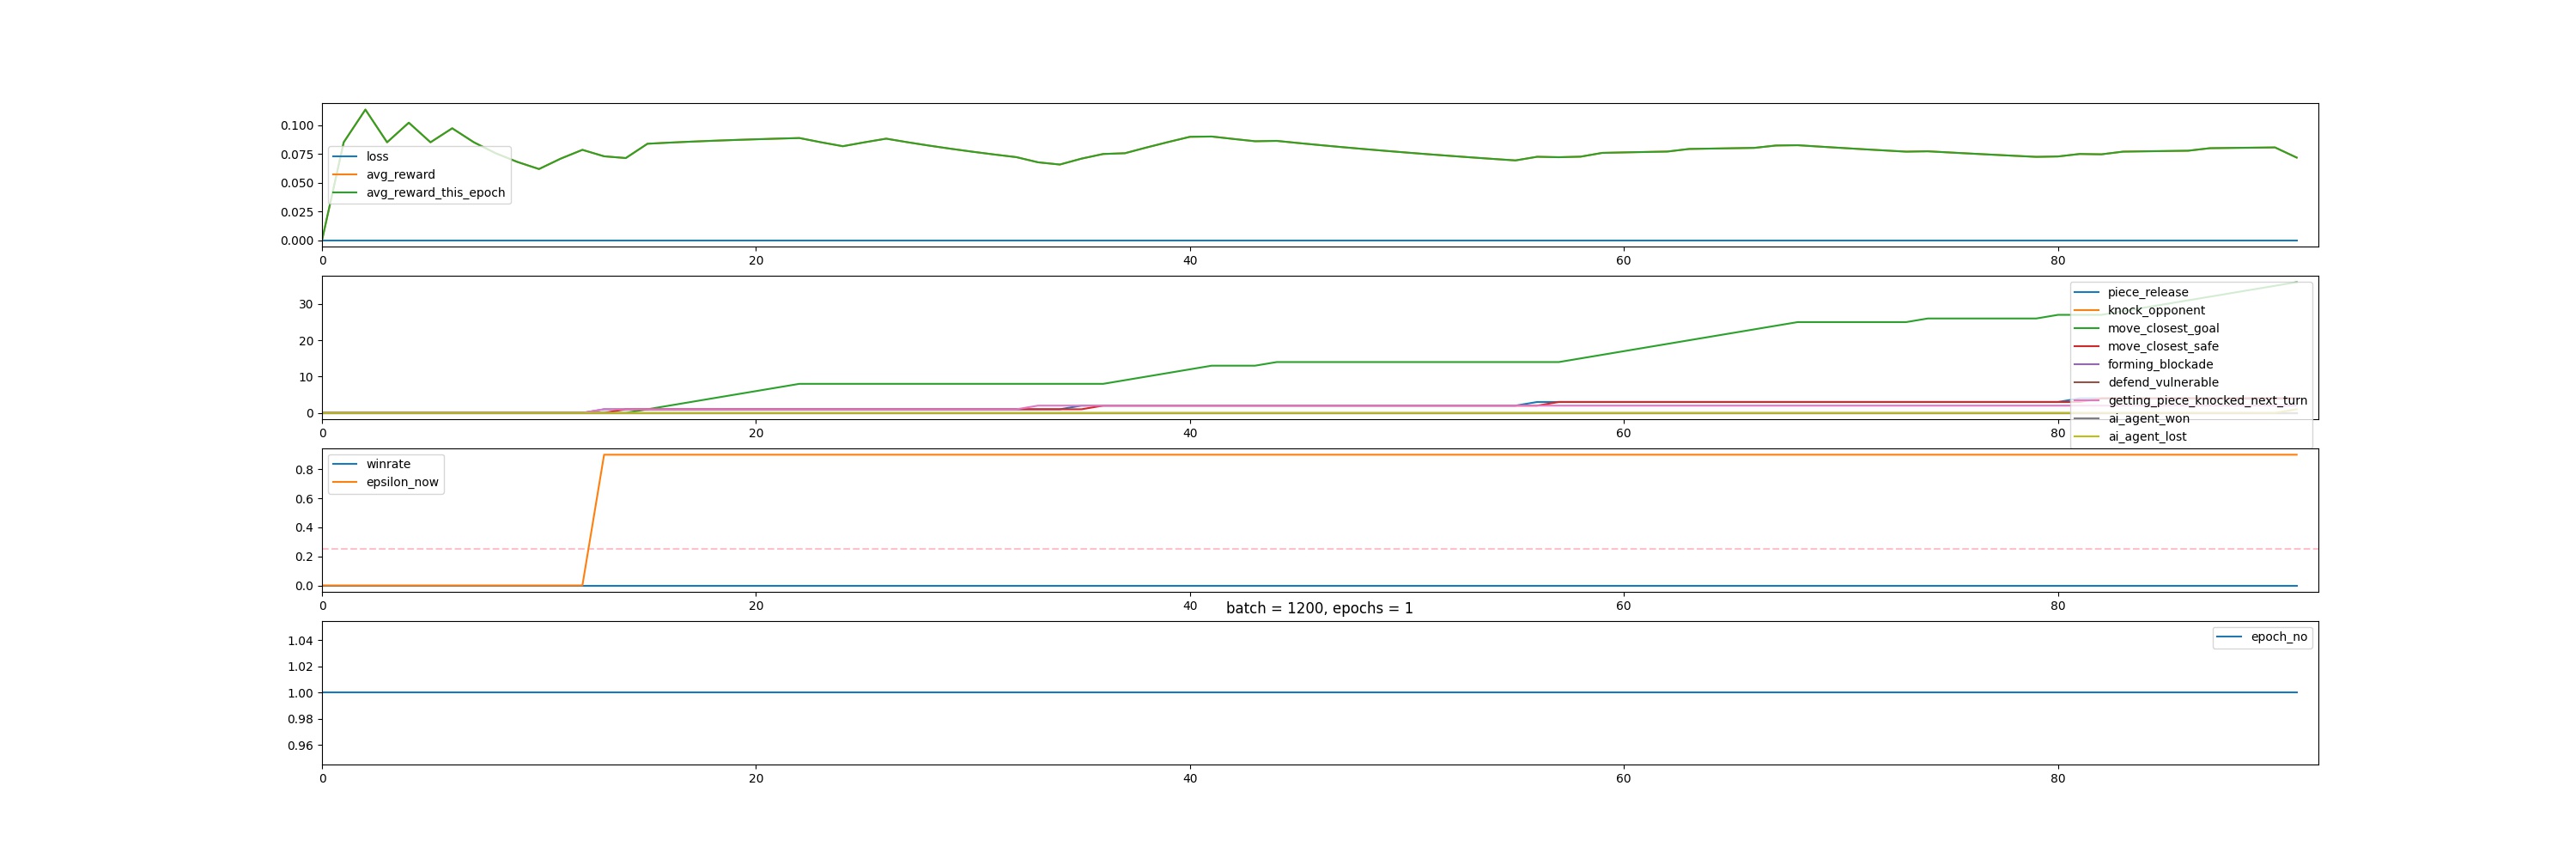 0.100
0.075
0.050
0.025
0.000
loss
avg_reward
avg_reward_this_epoch
0 20 40 60 80
30
20
10
0
piece_release
knock_opponent
move_closest_goal
move_closest_safe
forming_blockade
defend_vulnerable
getting_piece_knocked_next_turn
ai_agent_won
ai_agent_lost
0 20 40 60 80
0.8
0.6
0.4
0.2
0.0
winrate
epsilon_now
0 20 40 60 80
batch = 1200, epochs = 1
1.04
1.02
1.00
0.98
0.96
epoch_no
0 20 40 60 80